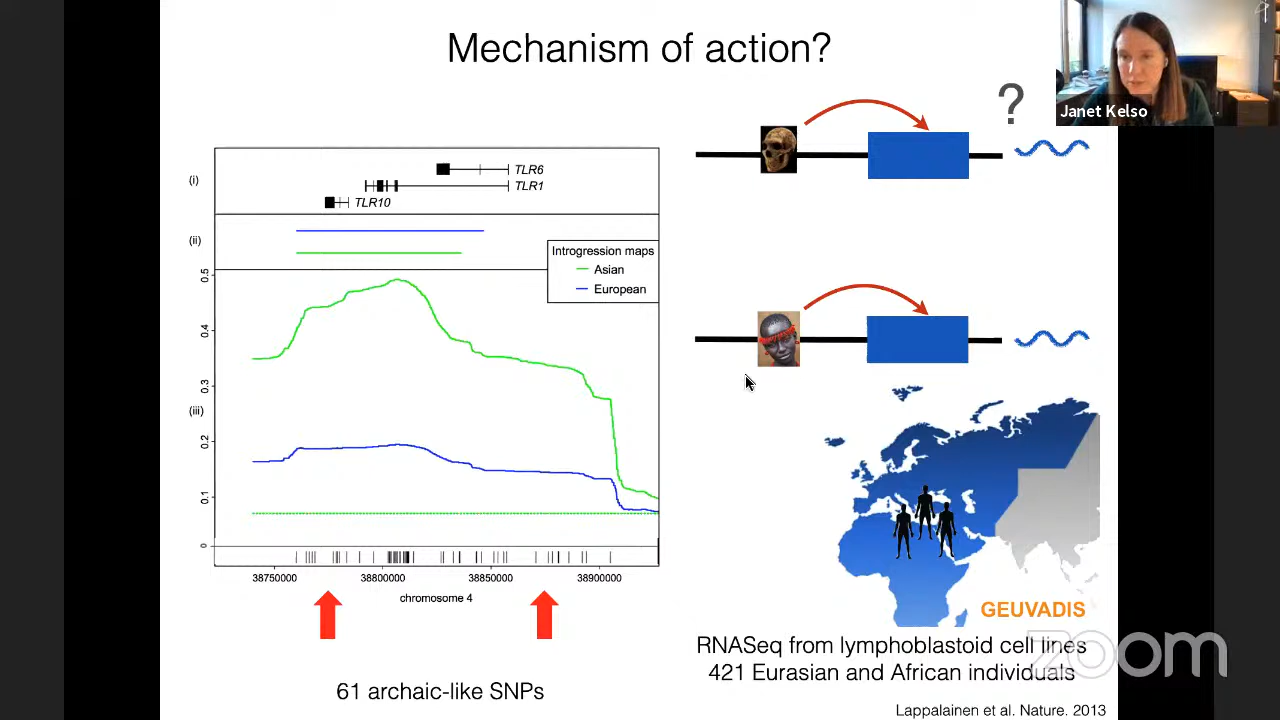 Mechanism of action?
?
Janet Kelso
(i)
TLR6
TLR1
TLR10
(ii)
Introgression maps
Asian
European
0.5
0.4
0.3
(iii)
0.2
0.1
0
38750000 38800000 38850000 38900000
chromosome 4
61 archaic-like SNPs
GEUVADIS
RNASeq from lymphoblastoid cell lines
421 Eurasian and African individuals
zoom
Lappalainen et al. Nature. 2013